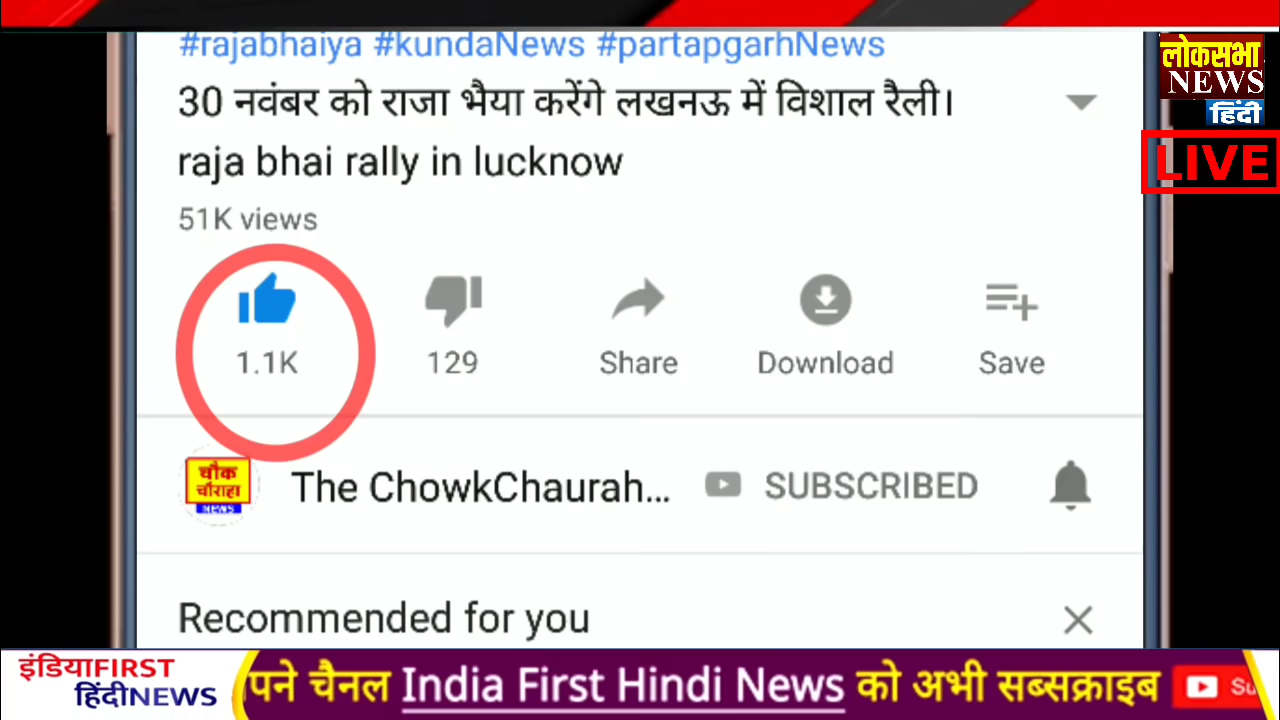 #rajabhaiya #kundaNews #partapgarhNews
30 नवंबर को राजा भैया करेंगे लखनऊ में विशाल रैली।
raja bhai rally in lucknow
51K views
1.1K
129
Share
Download
Save
चौक
चौराहा
NEWS
The ChowkChaurah...
SUBSCRIBED
Recommended for you
लोकसभा
NEWS
हिंदी
LIVE
इंडियाFIRST
हिंदीNEWS
पने चैनल India First Hindi News को अभी सब्सक्राइब
Su